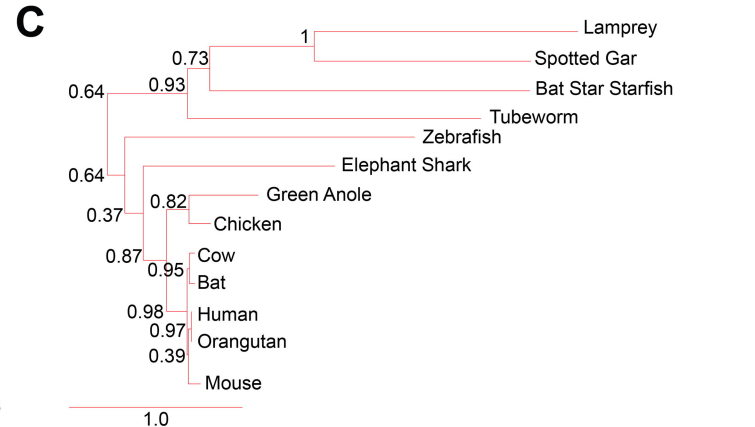 C
Lamprey
1
0.73
Spotted Gar
0.93
Bat Star Starfish
0.64
Tubeworm
Zebrafish
0.64
Elephant Shark
0.82
Green Anole
0.37
Chicken
0.87
Cow
0.95
Bat
0.98
Human
0.97
Orangutan
0.39
Mouse
1.0